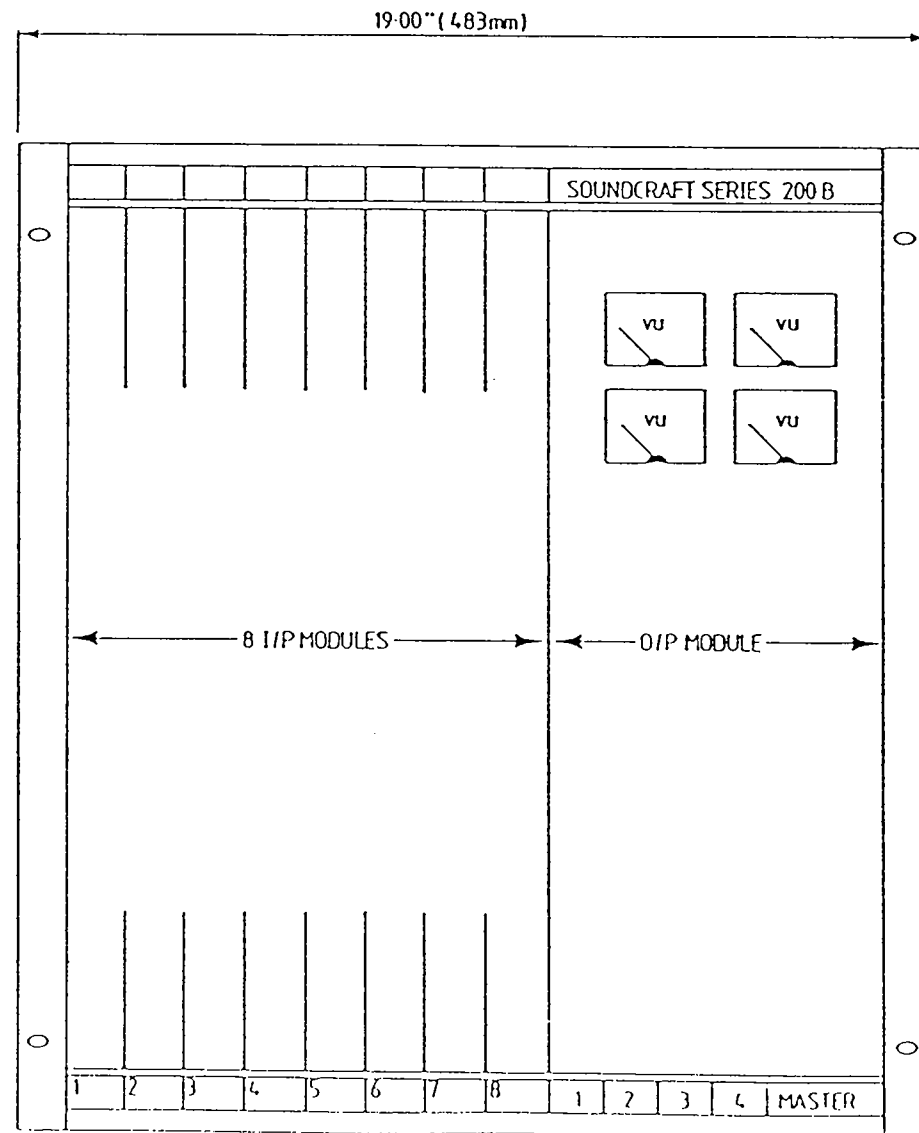 19·00" (483mm)
SOUNDCRAFT SERIES 200 B
VU VU
VU VU
8 I/P MODULES O/P MODULE
1 2 3 4 5 6 7 8 1 2 3 4 MASTER